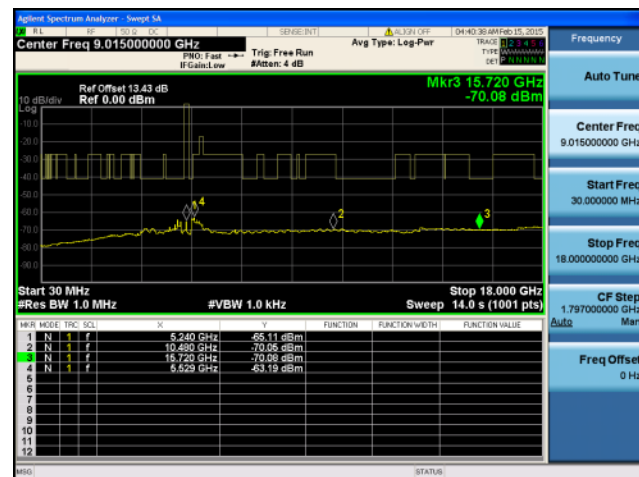 Agilent Spectrum Analyzer - Swept SA
RL RF 50 Ω DC SENSE:INT ALIGN OFF 04:40:38 AM Feb 15, 2015
Center Freq 9.015000000 GHz
PNO: Fast
IFGain:Low
Trig: Free Run
#Atten: 4 dB
Avg Type: Log-Pwr
TRACE 1 2 3 4 5 6
TYPE
DET P N N N N N
Mkr3 15.720 GHz
-70.08 dBm
Ref Offset 13.43 dB
10 dB/div Ref 0.00 dBm
Log
-10.0
-20.0
-30.0
-40.0
-50.0
-60.0
-70.0
-80.0
-90.0
4
2
3
Start 30 MHz Stop 18.000 GHz
#Res BW 1.0 MHz #VBW 1.0 kHz Sweep 14.0 s (1001 pts)
MKR MODE TRC SCL X Y FUNCTION FUNCTION WIDTH FUNCTION VALUE
1 N 1 f 5.240 GHz -65.11 dBm
2 N 1 f 10.480 GHz -70.05 dBm
3 N 1 f 15.720 GHz -70.08 dBm
4 N 1 f 5.529 GHz -63.19 dBm
5
6
7
8
9
10
11
12
MSG STATUS
Frequency
Auto Tune
Center Freq
9.015000000 GHz
Start Freq
30.000000 MHz
Stop Freq
18.000000000 GHz
CF Step
1.797000000 GHz
Auto Man
Freq Offset
0 Hz